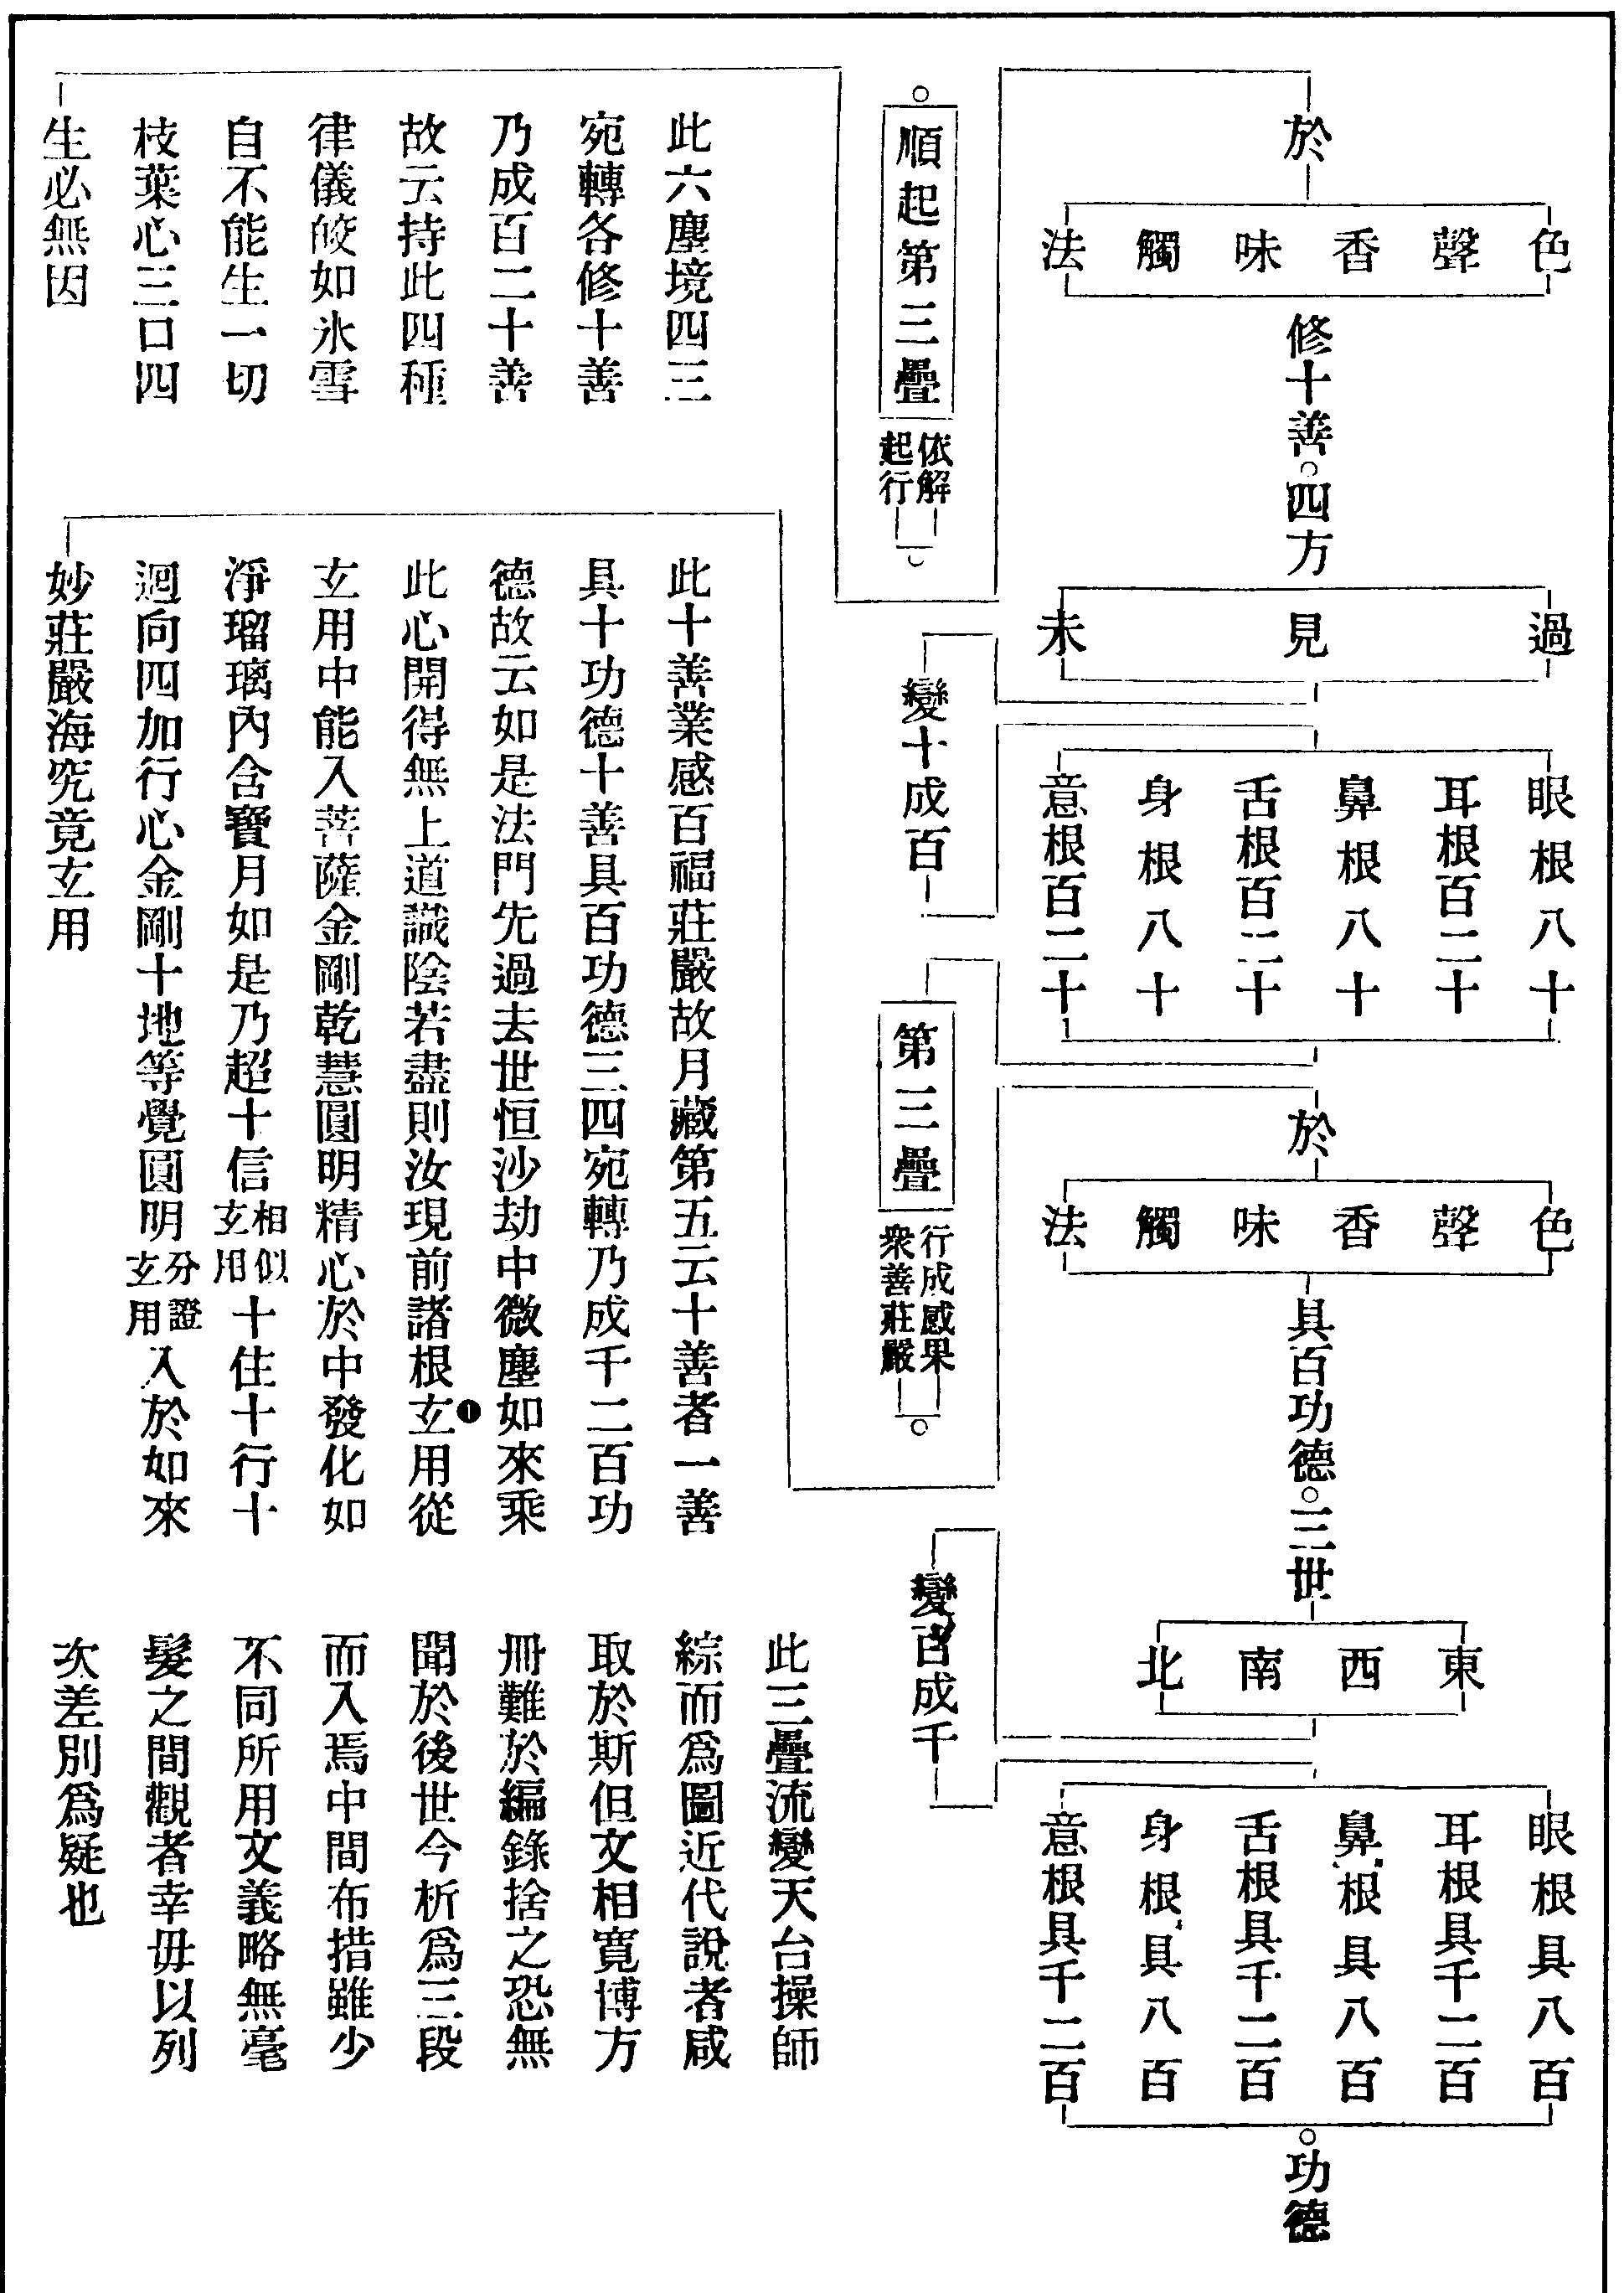 於
色
聲
香
味
觸
法
修十善○四方
過
見
未
眼根八十
耳根百二十
鼻根八十
舌根百二十
身根八十
意根百二十
於
色
聲
香
味
觸
法
具百功德○三世
東
西
南
北
眼根具八百
耳根具千二百
鼻根具八百
舌根具千二百
身根具八百
意根具千二百
○功德
○順起第三疊
依解
起行
變十成百
第三疊
行成感果
衆善莊嚴
變百成千
此六塵境四三
宛轉各修十善
乃成百二十善
故云持此四種
律儀皎如氷雪
自不能生一切
枝葉心三口四
生必無因
此十善業感百福莊嚴故月藏第五云十善者一善
具十功德十善具百功德三四宛轉乃成千二百功
德故云如是法門先過去世恒沙劫中微塵如來乘
此心開得無上道識陰若盡則汝現前諸根玄❶用從
玄用中能入菩薩金剛乾慧圓明精心於中發化如
淨瑠璃內含寶月如是乃超十信相似玄用十住十行十
迴向四加行心金剛十地等覺圓明分證玄用入於如來
妙莊嚴海究竟玄用
此三疊流變天台操師
綜而爲圖近代說者咸
取於斯但文相寬博方
冊難於編錄捨之恐無
聞於後世今析爲三段
而入焉中間布措雖少
不同所用文義略無毫
髮之間觀者幸毋以列
次差別爲疑也